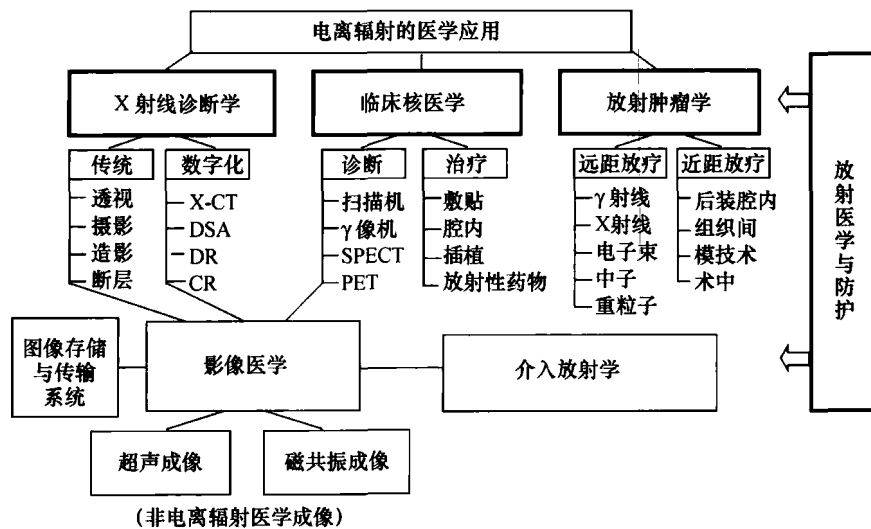 电离辐射的医学应用
X射线诊断学
临床核医学
放射肿瘤学
传统
数字化
诊断
治疗
远距放疗
近距放疗
透视
摄影
造影
断层
X-CT
DSA
DR
CR
扫描机
γ像机
SPECT
PET
敷贴
腔内
插植
放射性药物
γ射线
X射线
电子束
中子
重粒子
后装腔内
组织间
模技术
术中
放射医学与防护
图像存储
与传输
系统
影像医学
介入放射学
超声成像
磁共振成像
(非电离辐射医学成像)